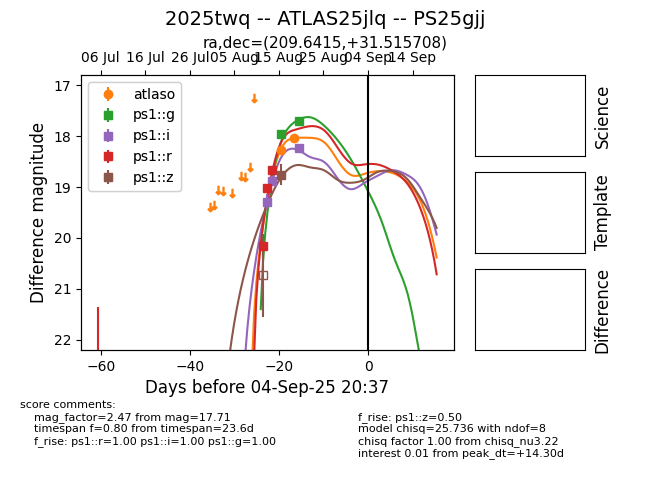 2025twq -- ATLAS25jlq -- PS25gjj
ra,dec=(209.6415,+31.515708)
06 Jul 16 Jul 26 Jul 05 Aug 15 Aug 25 Aug 04 Sep 14 Sep
17
18
19
20
21
22
Difference magnitude
atlaso
ps1::g
ps1::i
ps1::r
ps1::z
−60 −40 −20 0
Days before 04-Sep-25 20:37
Science
Template
Difference
score comments:
mag_factor=2.47 from mag=17.71
timespan f=0.80 from timespan=23.6d
f_rise: ps1::r=1.00 ps1::i=1.00 ps1::g=1.00
f_rise: ps1::z=0.50
model chisq=25.736 with ndof=8
chisq factor 1.00 from chisq_nu3.22
interest 0.01 from peak_dt=+14.30d